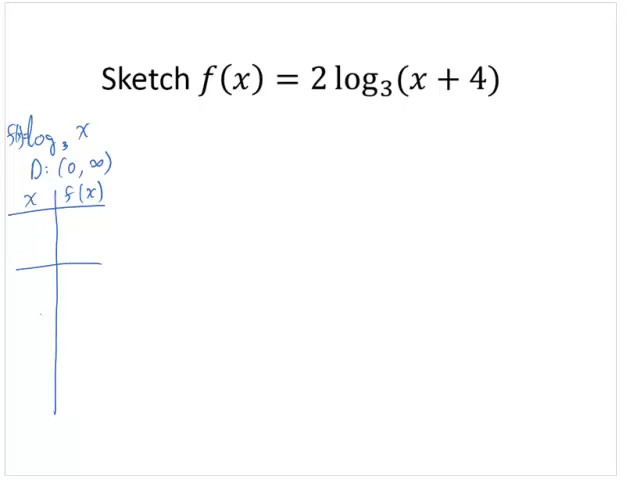 Sketch f(x) = 2 log₃(x + 4)
f(x)=log₃ x
D: (0, ∞)
x f(x)